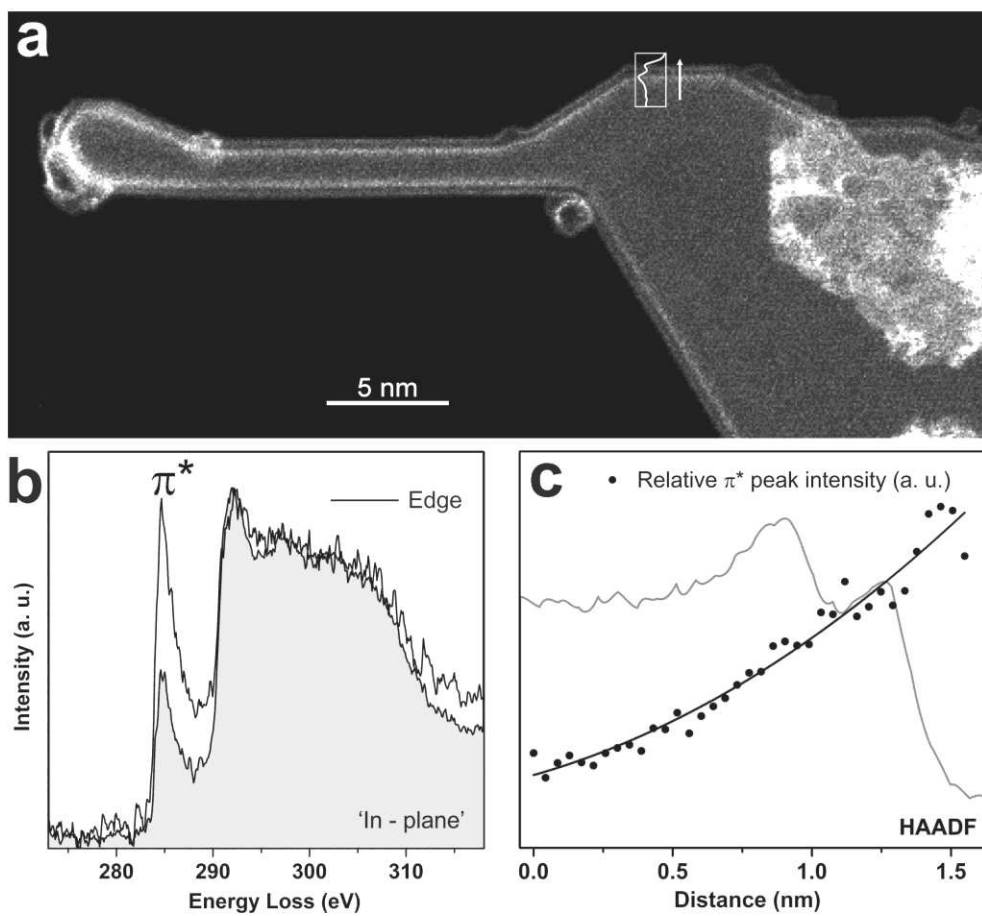 a
5 nm
b
π*
Edge
Intensity (a. u.)
'In - plane'
280 290 300 310
Energy Loss (eV)
c
Relative π* peak intensity (a. u.)
HAADF
0.0 0.5 1.0 1.5
Distance (nm)